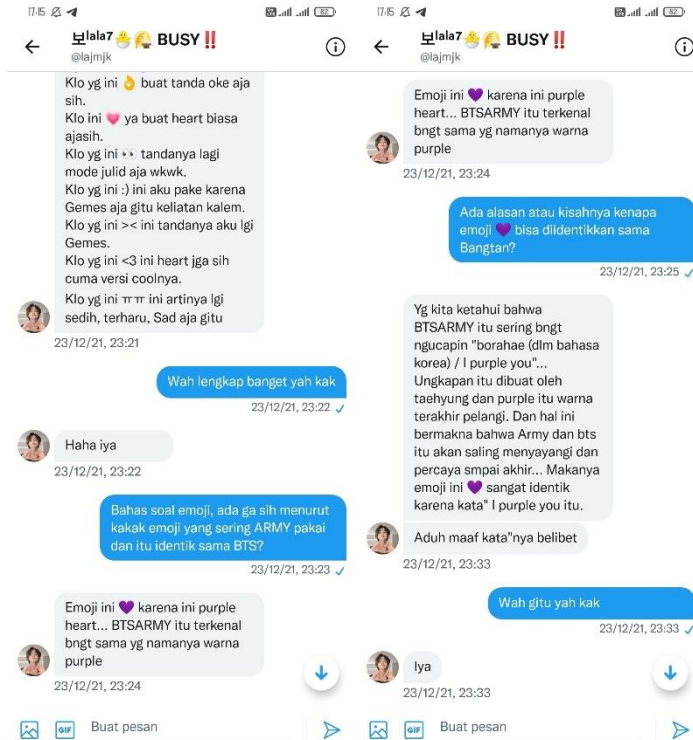 17.15
82
보lala7🐣🫣 BUSY‼️
@lajmjk
Klo yg ini 👌 buat tanda oke aja
sih.
Klo ini 💗 ya buat heart biasa
ajasih.
Klo yg ini 👀 tandanya lagi
mode julid aja wkwk.
Klo yg ini :) ini aku pake karena
Gemes aja gitu keliatan kalem.
Klo yg ini >< ini tandanya aku lgi
Gemes.
Klo yg ini <3 ini heart jga sih
cuma versi coolnya.
Klo yg ini ㅠㅠ ini artinya lgi
sedih, terharu, Sad aja gitu
23/12/21, 23:21
Wah lengkap banget yah kak
23/12/21, 23:22 ✓
Haha iya
23/12/21, 23:22
Bahas soal emoji, ada ga sih menurut
kakak emoji yang sering ARMY pakai
dan itu identik sama BTS?
23/12/21, 23:23 ✓
Emoji ini 💜 karena ini purple
heart... BTSARMY itu terkenal
bngt sama yg namanya warna
purple
23/12/21, 23:24
GIF
Buat pesan
17.15
82
보lala7🐣 BUSY‼️
@lajmjk
Emoji ini 💜 karena ini purple
heart... BTSARMY itu terkenal
bngt sama yg namanya warna
purple
23/12/21, 23:24
Ada alasan atau kisahnya kenapa
emoji 💜 bisa diidentikkan sama
Bangtan?
23/12/21, 23:25 ✓
Yg kita ketahui bahwa
BTSARMY itu sering bngt
ngucapin "borahae (dlm bahasa
korea) / I purple you"...
Ungkapan itu dibuat oleh
taehyung dan purple itu warna
terakhir pelangi. Dan hal ini
bermakna bahwa Army dan bts
itu akan saling menyayangi dan
percaya smpai akhir... Makanya
emoji ini 💜 sangat identik
karena kata" I purple you itu.
Aduh maaf kata"nya belibet
23/12/21, 23:33
Wah gitu yah kak
23/12/21, 23:33 ✓
Iya
23/12/21, 23:33
GIF
Buat pesan